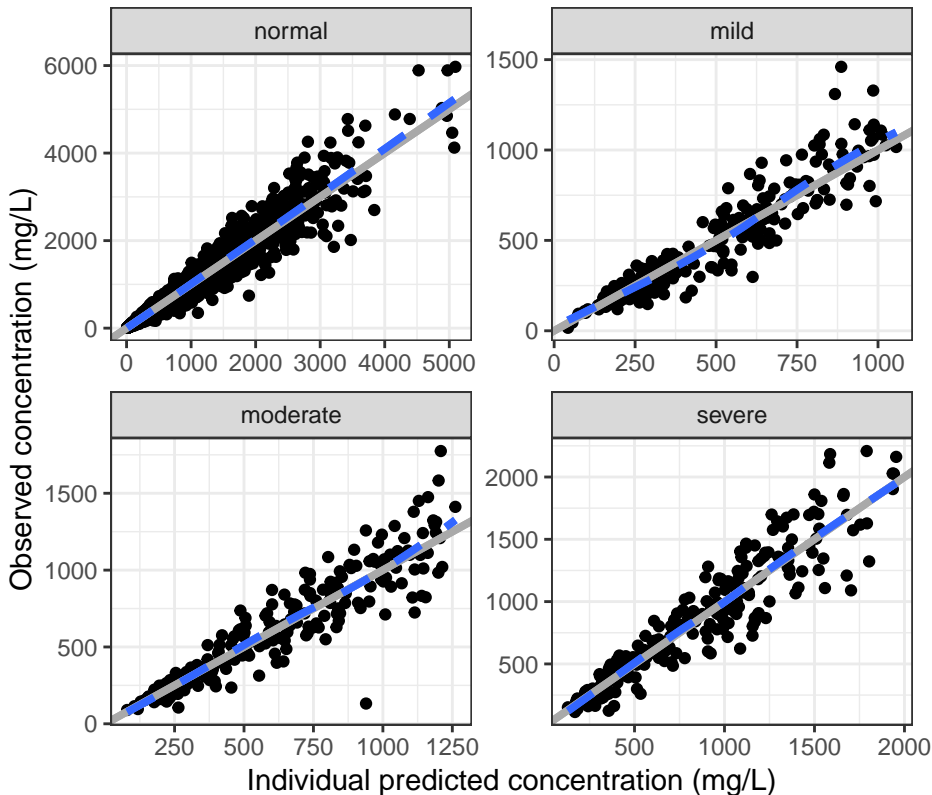 normal
mild
6000
4000
2000
0
0 1000 2000 3000 4000 5000
1500
1000
500
0
0 250 500 750 1000
moderate
severe
1500
1000
500
0
250 500 750 1000 1250
2000
1500
1000
500
500 1000 1500 2000
Observed concentration (mg/L)
Individual predicted concentration (mg/L)